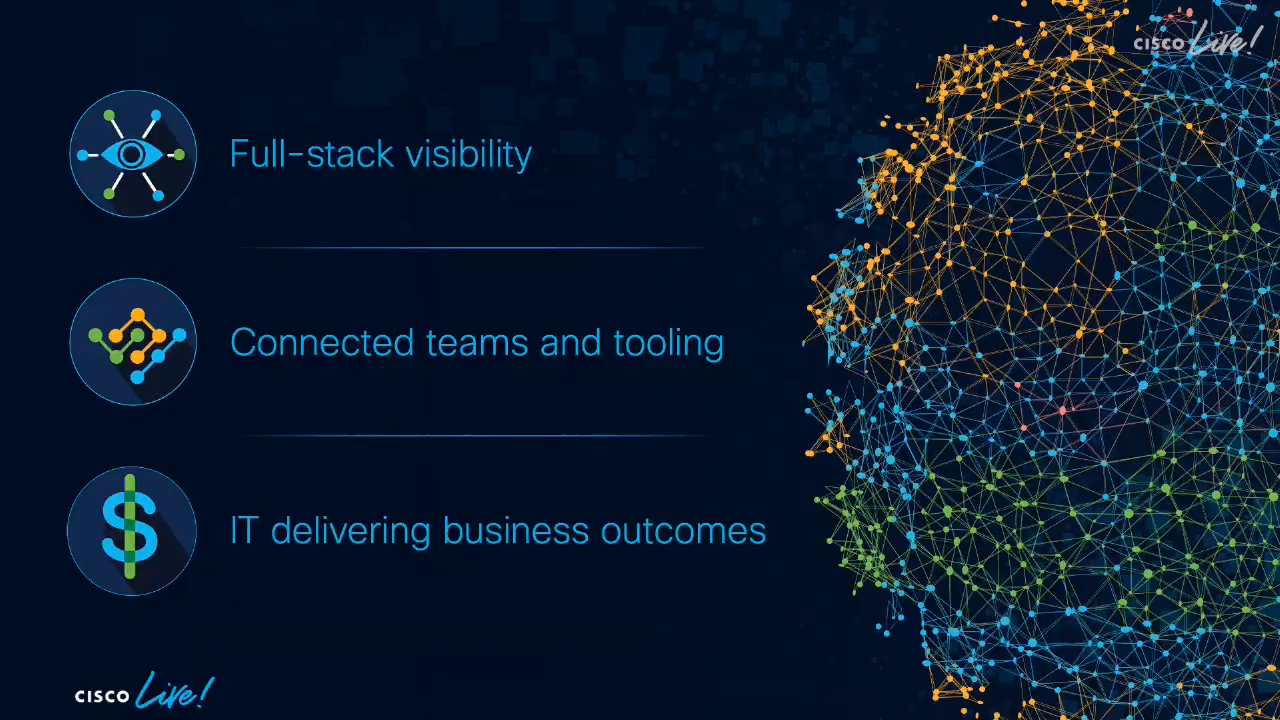 CISCO Live!
Full-stack visibility
Connected teams and tooling
IT delivering business outcomes
CISCO Live!